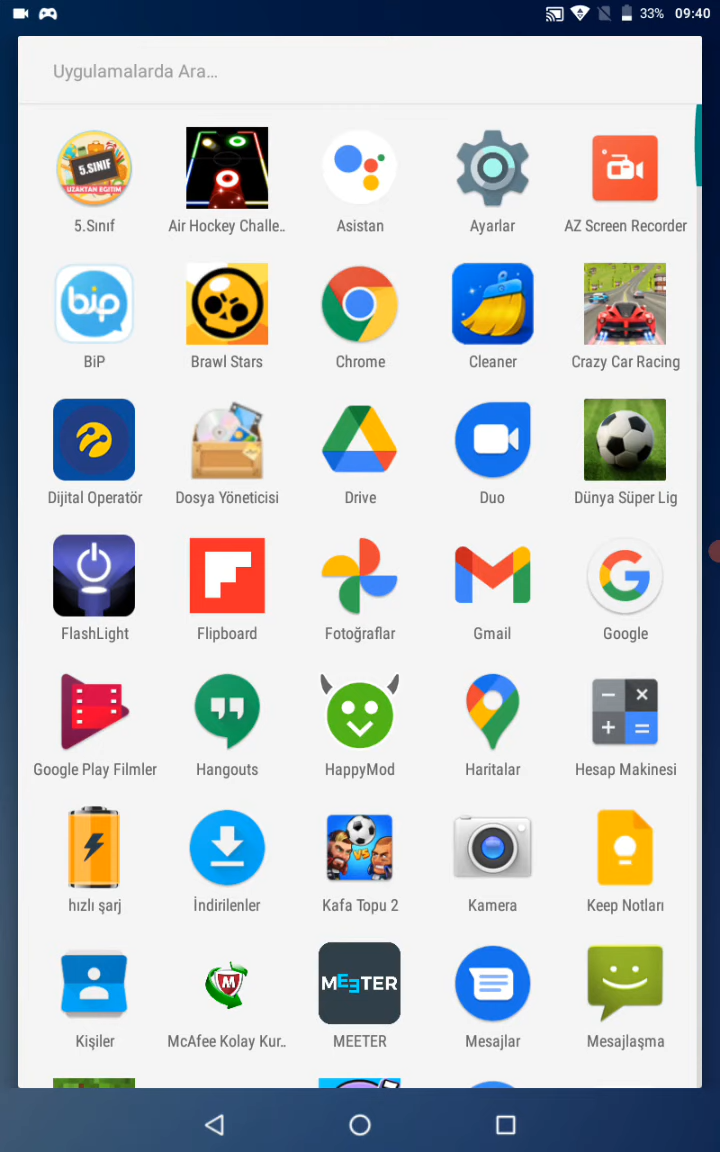 33% 09:40
Uygulamalarda Ara…
5.SINIF
UZAKTAN EĞİTİM
5.Sınıf Air Hockey Challe.. Asistan Ayarlar AZ Screen Recorder
bip
BiP Brawl Stars Chrome Cleaner Crazy Car Racing
Dijital Operatör Dosya Yöneticisi Drive Duo Dünya Süper Lig
FlashLight Flipboard Fotoğraflar Gmail Google
Google Play Filmler Hangouts HappyMod Haritalar Hesap Makinesi
VS
hızlı şarj İndirilenler Kafa Topu 2 Kamera Keep Notları
MEETER
Kişiler McAfee Kolay Kur.. MEETER Mesajlar Mesajlaşma